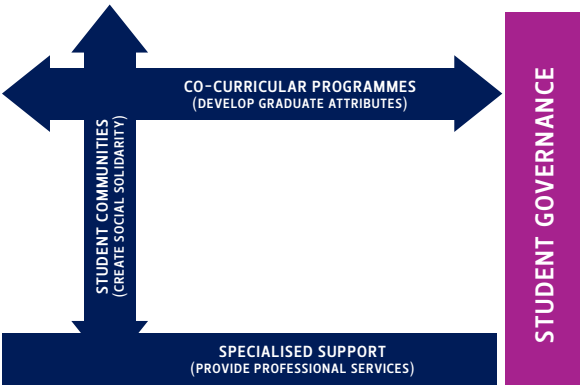 CO-CURRICULAR PROGRAMMES
(DEVELOP GRADUATE ATTRIBUTES)
STUDENT COMMUNITIES
(CREATE SOCIAL SOLIDARITY)
STUDENT GOVERNANCE
SPECIALISED SUPPORT
(PROVIDE PROFESSIONAL SERVICES)